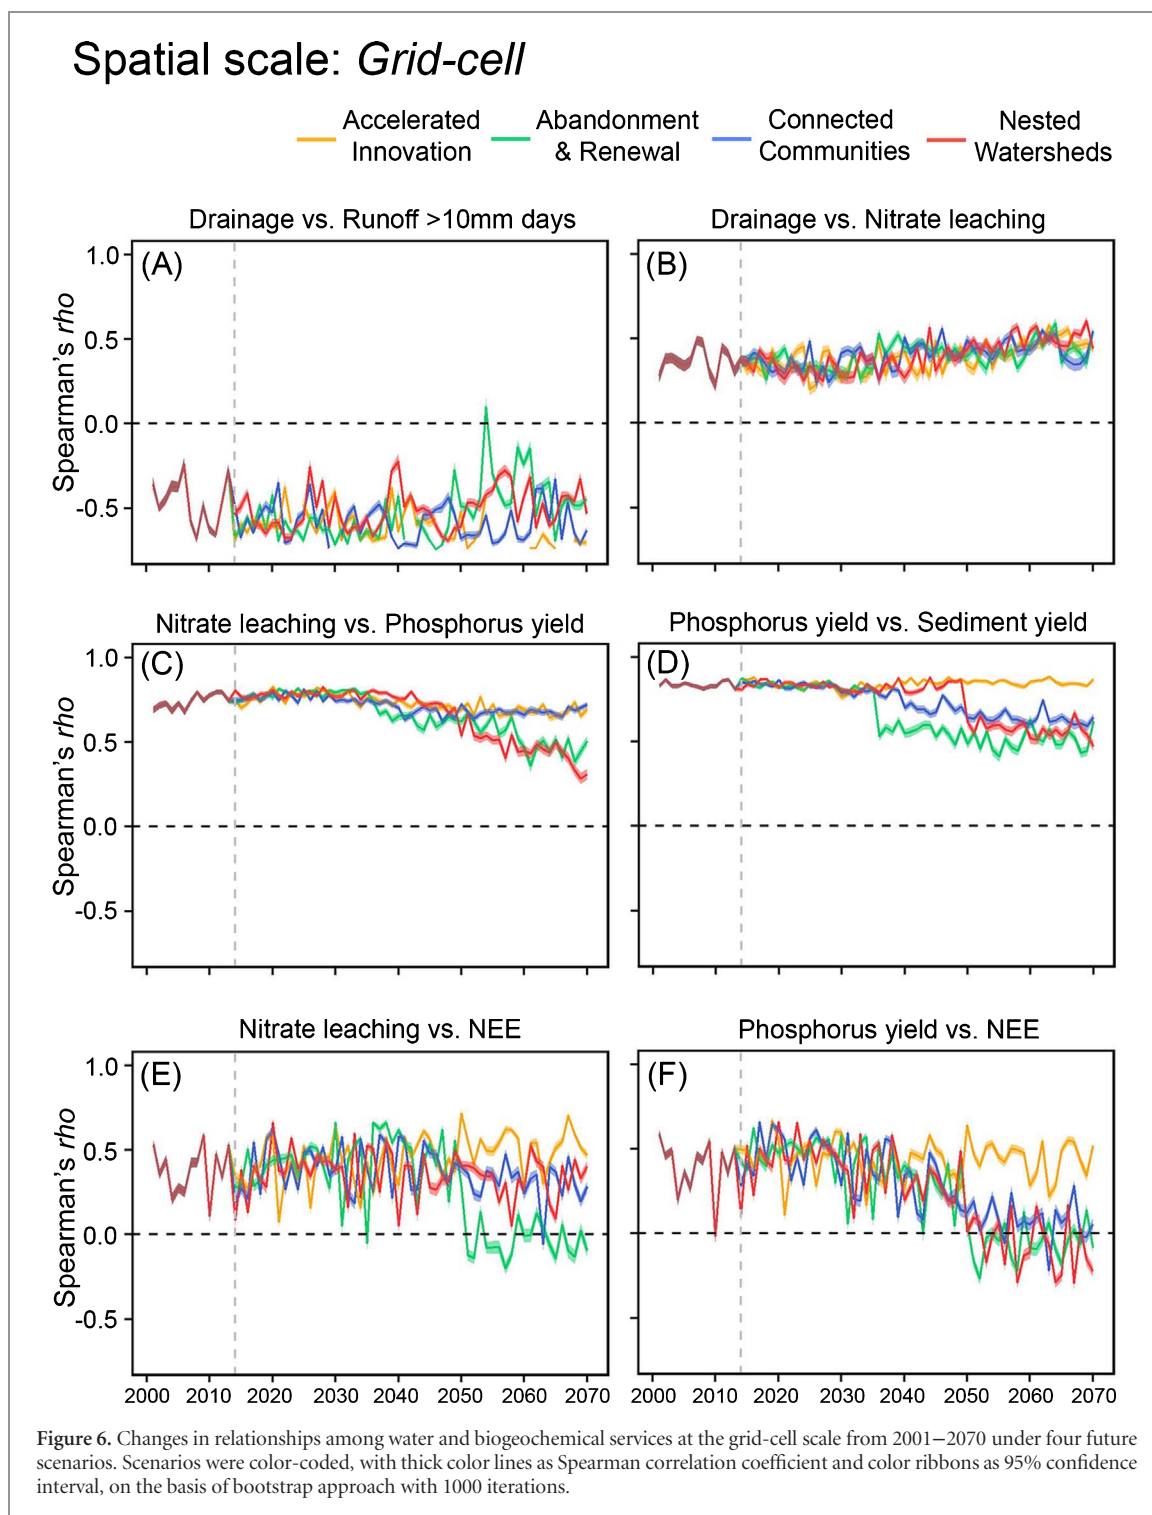 Spatial scale: Grid-cell
Accelerated Innovation
Abandonment & Renewal
Connected Communities
Nested Watersheds
Drainage vs. Runoff >10mm days
Drainage vs. Nitrate leaching
(A)
(B)
1.0
0.5
0.0
-0.5
Spearman's rho
Nitrate leaching vs. Phosphorus yield
Phosphorus yield vs. Sediment yield
(C)
(D)
1.0
0.5
0.0
-0.5
Spearman's rho
Nitrate leaching vs. NEE
Phosphorus yield vs. NEE
(E)
(F)
1.0
0.5
0.0
-0.5
Spearman's rho
2000 2010 2020 2030 2040 2050 2060 2070
2000 2010 2020 2030 2040 2050 2060 2070
Figure 6. Changes in relationships among water and biogeochemical services at the grid-cell scale from 2001−2070 under four future
scenarios. Scenarios were color-coded, with thick color lines as Spearman correlation coefficient and color ribbons as 95% confidence
interval, on the basis of bootstrap approach with 1000 iterations.